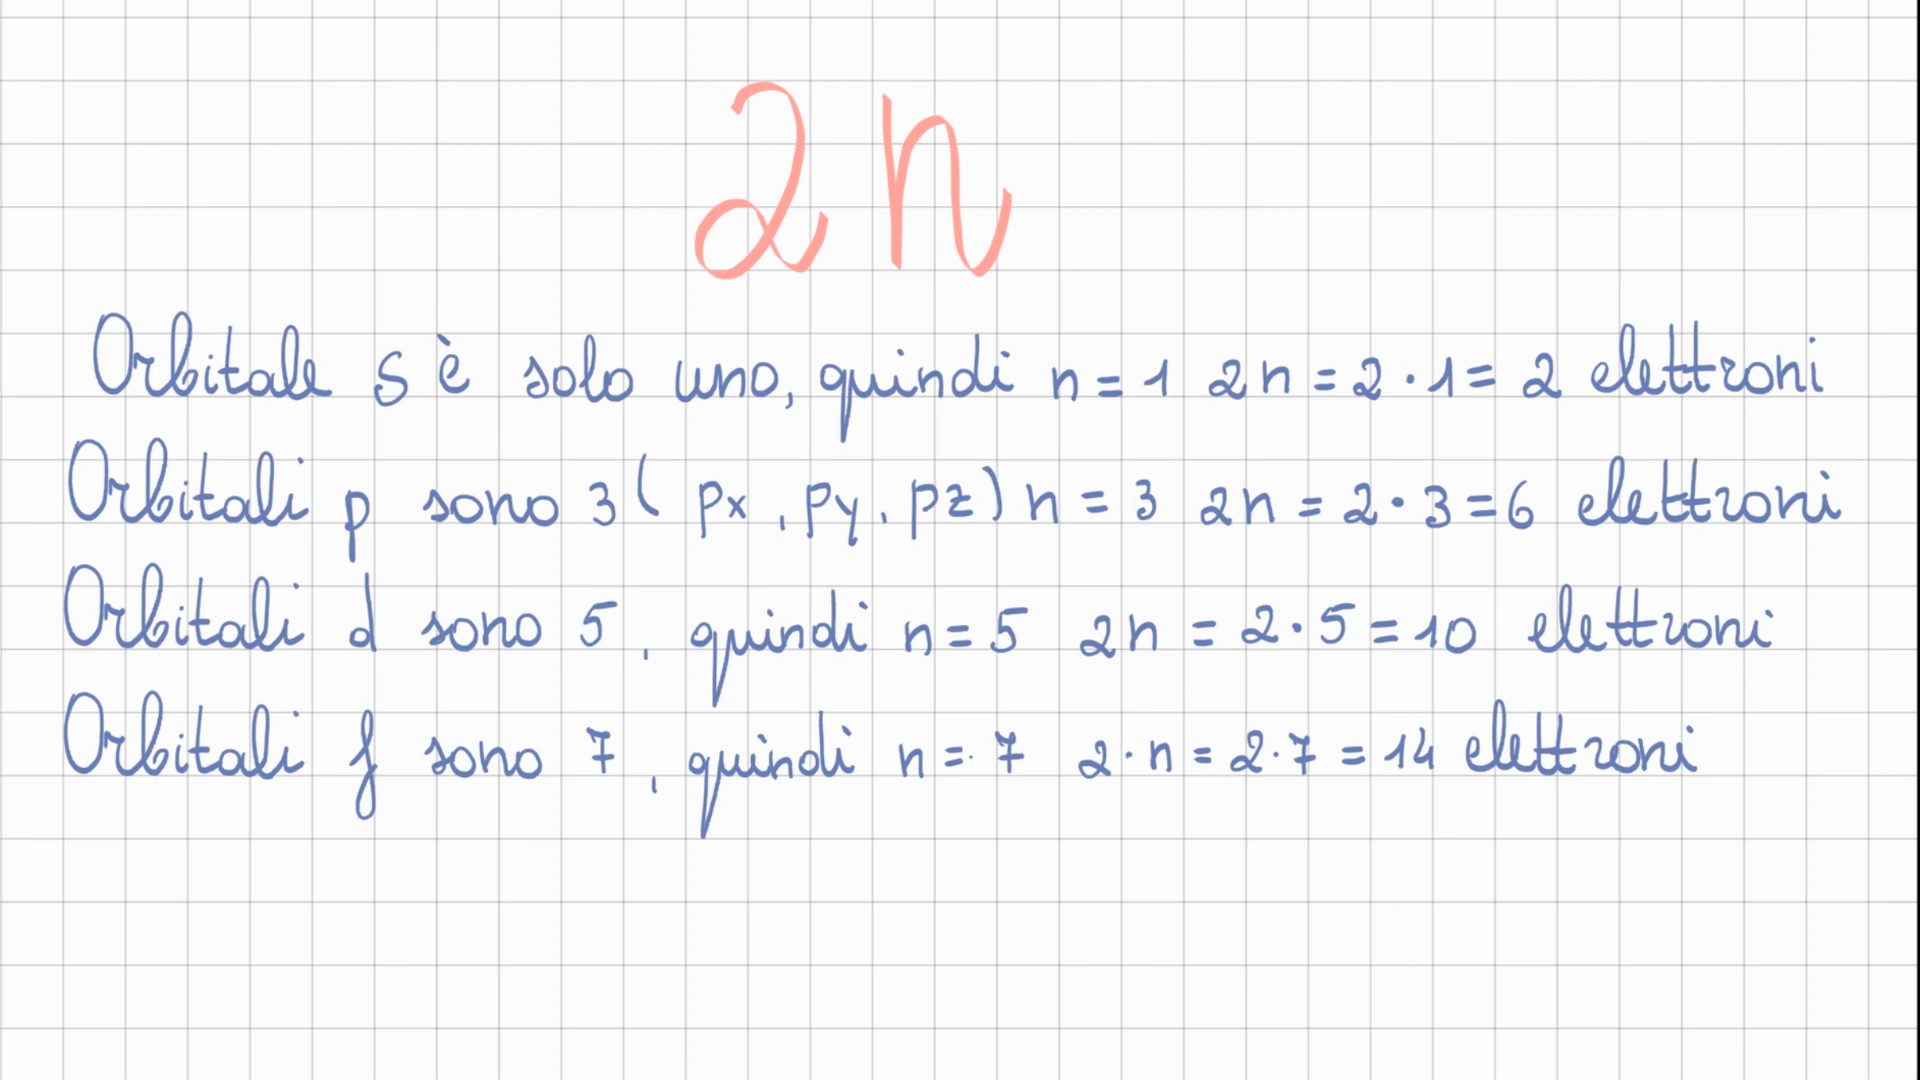 2n
Orbitale s è solo uno, quindi n = 1 2n = 2 · 1 = 2 elettroni
Orbitali p sono 3 ( px, py, pz) n = 3 2n = 2 · 3 = 6 elettroni
Orbitali d sono 5, quindi n = 5 2n = 2 · 5 = 10 elettroni
Orbitali f sono 7, quindi n = 7 2 · n = 2 · 7 = 14 elettroni